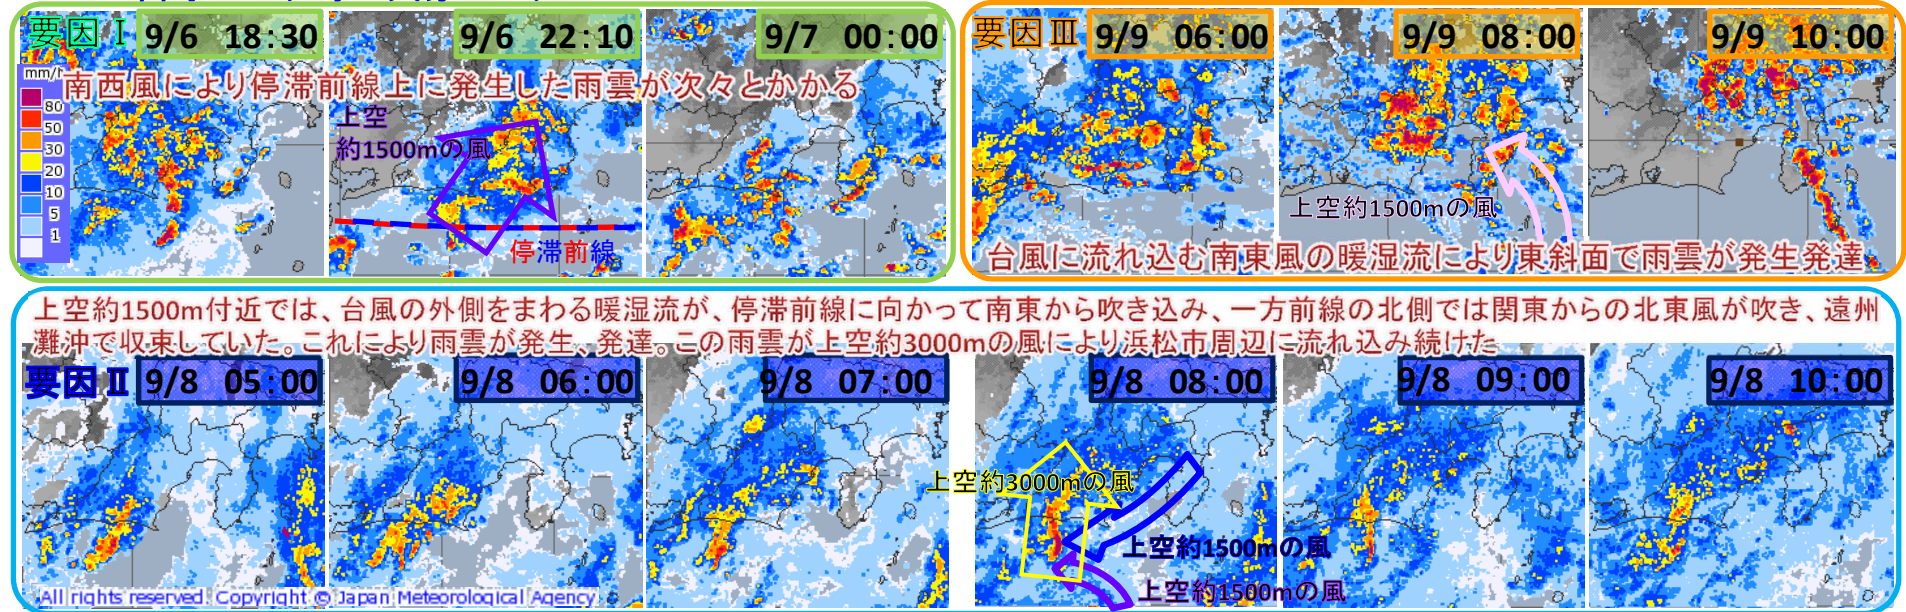 要因Ⅰ
9/6 18:30
9/6 22:10
9/7 00:00
南西風により停滞前線上に発生した雨雲が次々とかかる
mm/h
80
50
30
20
10
5
1
上空
約1500mの風
停滞前線
要因Ⅲ
9/9 06:00
9/9 08:00
9/9 10:00
上空約1500mの風
台風に流れ込む南東風の暖湿流により東斜面で雨雲が発生発達
上空約1500m付近では、台風の外側をまわる暖湿流が、停滞前線に向かって南東から吹き込み、一方前線の北側では関東からの北東風が吹き、遠州
灘沖で収束していた。これにより雨雲が発生、発達。この雨雲が上空約3000mの風により浜松市周辺に流れ込み続けた
要因Ⅱ
9/8 05:00
9/8 06:00
9/8 07:00
9/8 08:00
9/8 09:00
9/8 10:00
上空約3000mの風
上空約1500mの風
上空約1500mの風
All rights reserved. Copyright © Japan Meteorological Agency